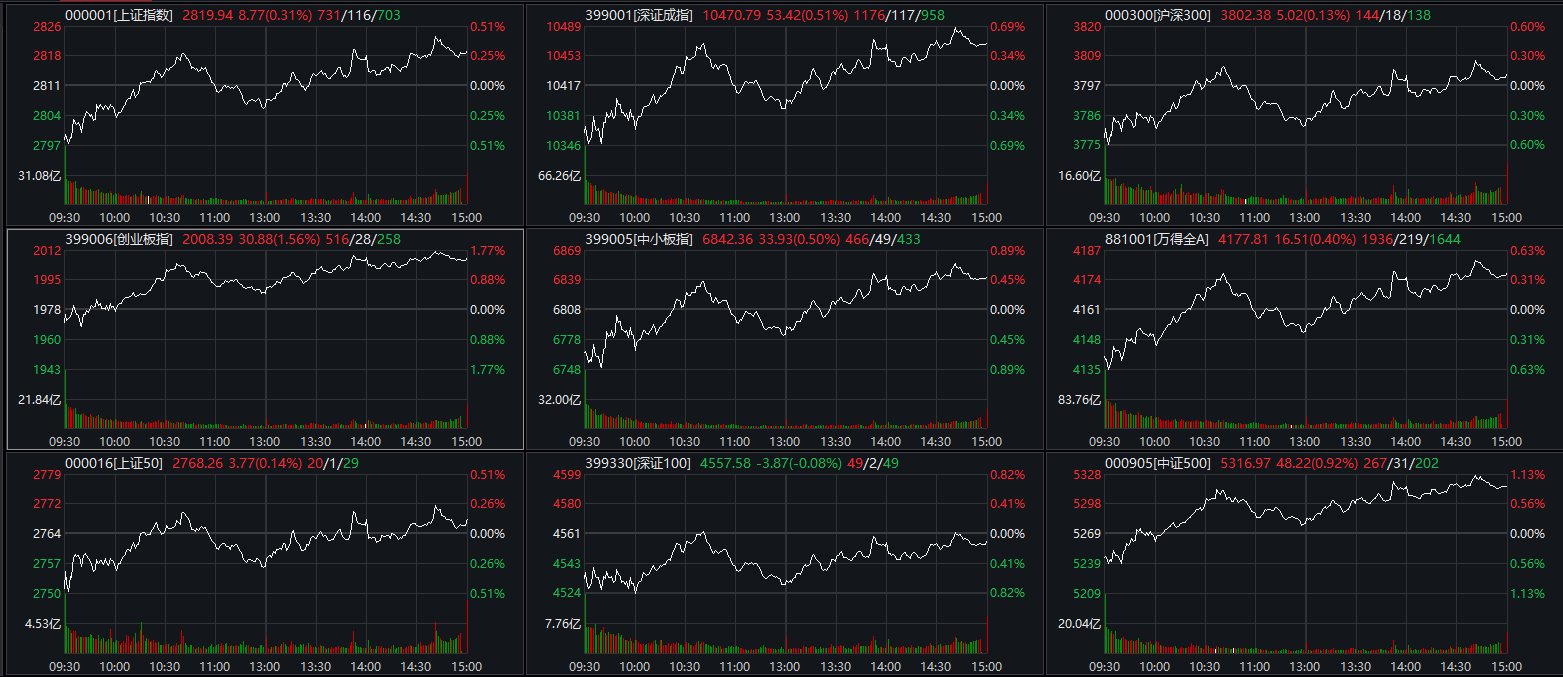 000001[上证指数] 2819.94 8.77(0.31%) 731/116/703
2826 0.51%
2818 0.25%
2811 0.00%
2804 0.25%
2797 0.51%
31.08亿
09:30 10:00 10:30 11:00 13:00 13:30 14:00 14:30 15:00
399001[深证成指] 10470.79 53.42(0.51%) 1176/117/958
10489 0.69%
10453 0.34%
10417 0.00%
10381 0.34%
10346 0.69%
66.26亿
09:30 10:00 10:30 11:00 13:00 13:30 14:00 14:30 15:00
000300[沪深300] 3802.38 5.02(0.13%) 144/18/138
3820 0.60%
3809 0.30%
3797 0.00%
3786 0.30%
3775 0.60%
16.60亿
09:30 10:00 10:30 11:00 13:00 13:30 14:00 14:30 15:00
399006[创业板指] 2008.39 30.88(1.56%) 516/28/258
2012 1.77%
1995 0.88%
1978 0.00%
1960 0.88%
1943 1.77%
21.84亿
09:30 10:00 10:30 11:00 13:00 13:30 14:00 14:30 15:00
399005[中小板指] 6842.36 33.93(0.50%) 466/49/433
6869 0.89%
6839 0.45%
6808 0.00%
6778 0.45%
6748 0.89%
32.00亿
09:30 10:00 10:30 11:00 13:00 13:30 14:00 14:30 15:00
881001[万得全A] 4177.81 16.51(0.40%) 1936/219/1644
4187 0.63%
4174 0.31%
4161 0.00%
4148 0.31%
4135 0.63%
83.76亿
09:30 10:00 10:30 11:00 13:00 13:30 14:00 14:30 15:00
000016[上证50] 2768.26 3.77(0.14%) 20/1/29
2779 0.51%
2772 0.26%
2764 0.00%
2757 0.26%
2750 0.51%
4.53亿
09:30 10:00 10:30 11:00 13:00 13:30 14:00 14:30 15:00
399330[深证100] 4557.58 -3.87(-0.08%) 49/2/49
4599 0.82%
4580 0.41%
4561 0.00%
4543 0.41%
4524 0.82%
7.76亿
09:30 10:00 10:30 11:00 13:00 13:30 14:00 14:30 15:00
000905[中证500] 5316.97 48.22(0.92%) 267/31/202
5328 1.13%
5298 0.56%
5269 0.00%
5239 0.56%
5209 1.13%
20.04亿
09:30 10:00 10:30 11:00 13:00 13:30 14:00 14:30 15:00